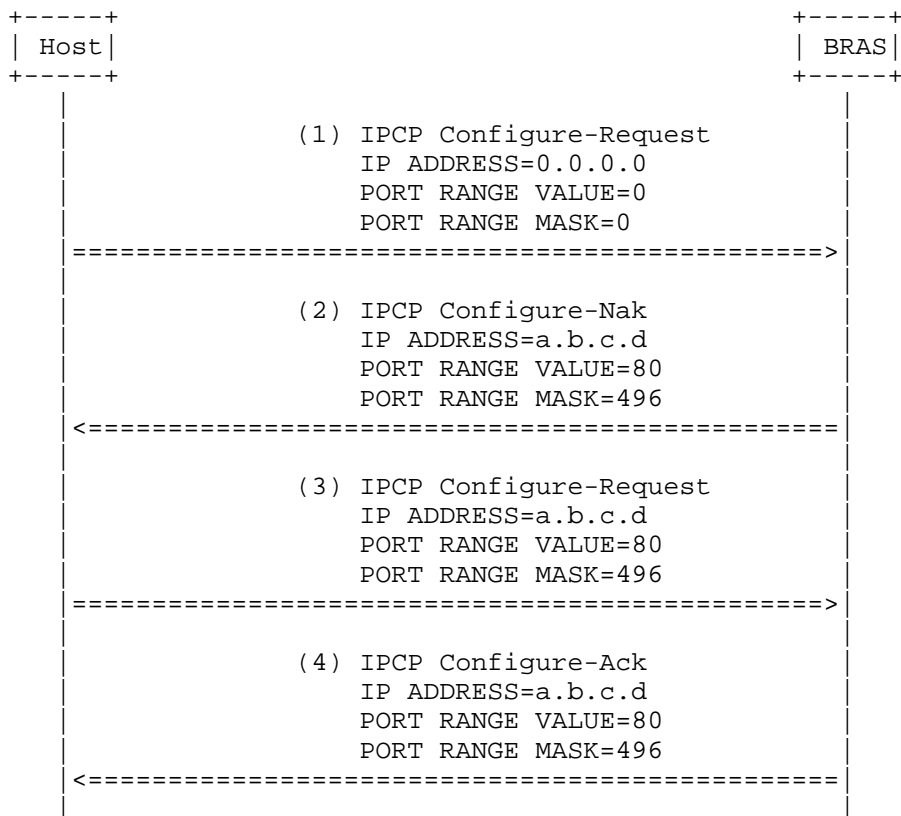 Host BRAS
(1) IPCP Configure-Request
IP ADDRESS=0.0.0.0
PORT RANGE VALUE=0
PORT RANGE MASK=0
(2) IPCP Configure-Nak
IP ADDRESS=a.b.c.d
PORT RANGE VALUE=80
PORT RANGE MASK=496
(3) IPCP Configure-Request
IP ADDRESS=a.b.c.d
PORT RANGE VALUE=80
PORT RANGE MASK=496
(4) IPCP Configure-Ack
IP ADDRESS=a.b.c.d
PORT RANGE VALUE=80
PORT RANGE MASK=496